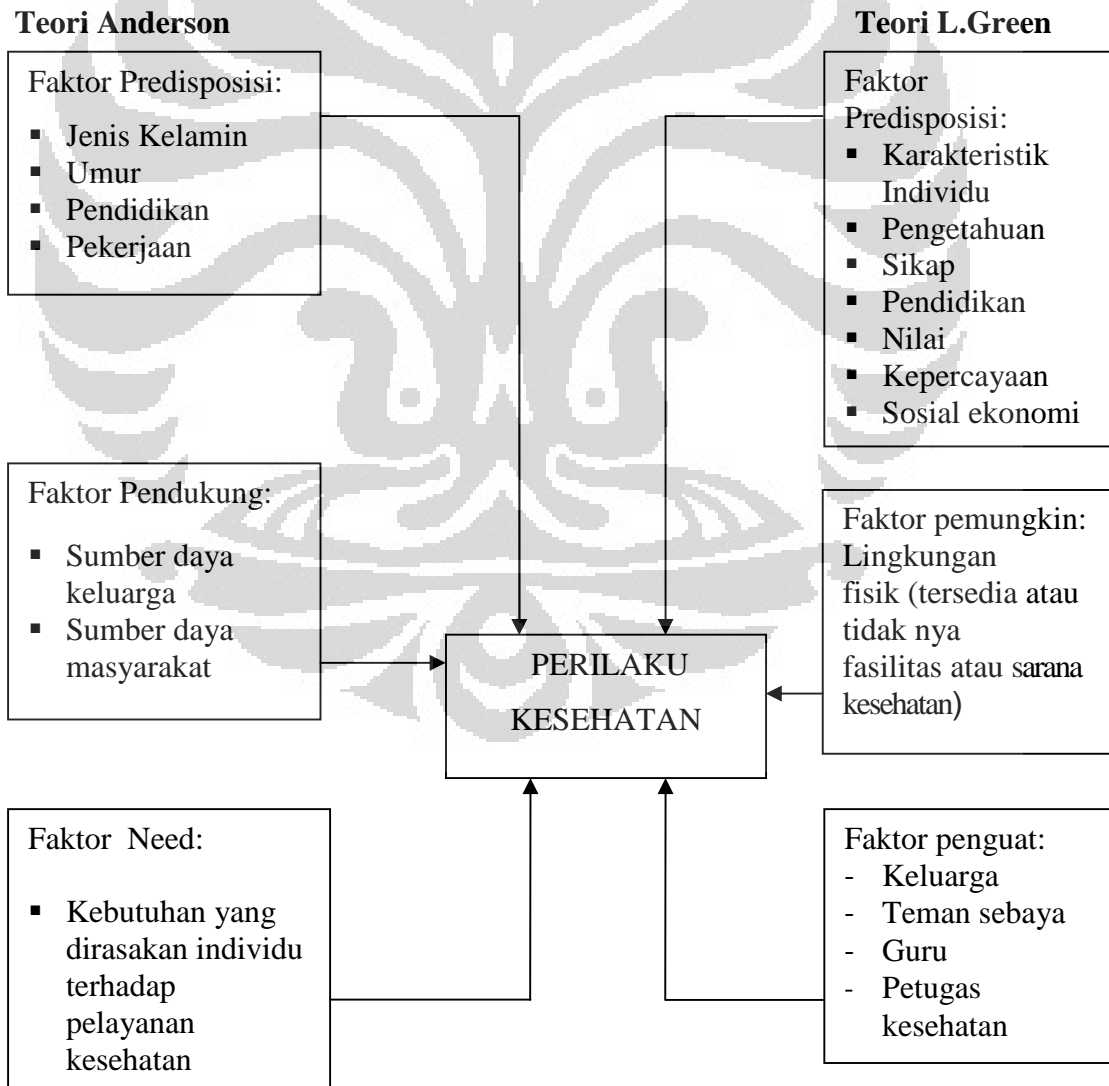 Teori Anderson
Faktor Predisposisi:
▪ Jenis Kelamin
▪ Umur
▪ Pendidikan
▪ Pekerjaan
Faktor Pendukung:
▪ Sumber daya
keluarga
▪ Sumber daya
masyarakat
Faktor Need:
▪ Kebutuhan yang
dirasakan individu
terhadap
pelayanan
kesehatan
PERILAKU
KESEHATAN
Teori L.Green
Faktor
Predisposisi:
▪ Karakteristik
Individu
▪ Pengetahuan
▪ Sikap
▪ Pendidikan
▪ Nilai
▪ Kepercayaan
▪ Sosial ekonomi
Faktor pemungkin:
Lingkungan
fisik (tersedia atau
tidak nya
fasilitas atau sarana
kesehatan)
Faktor penguat:
- Keluarga
- Teman sebaya
- Guru
- Petugas
kesehatan